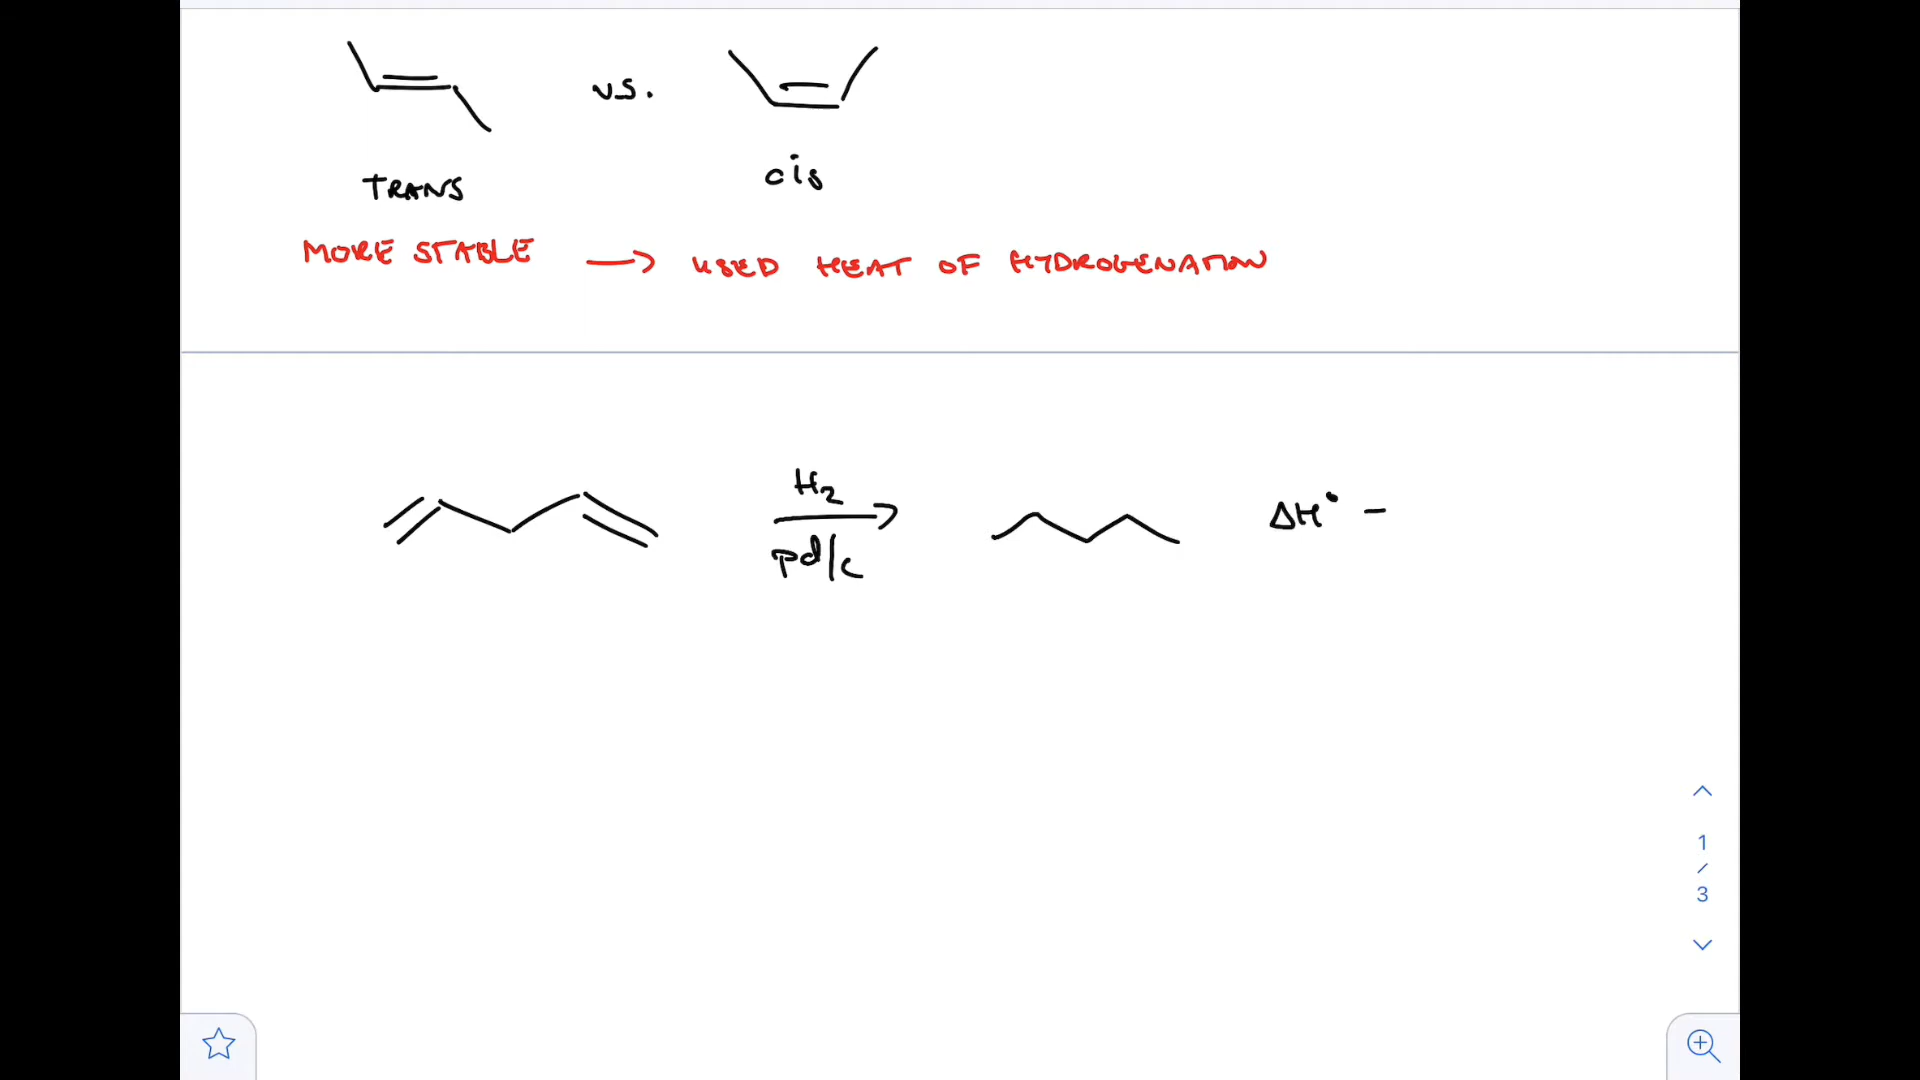 vs.
TRANS
cis
MORE STABLE → USED HEAT OF HYDROGENATION
H₂
pd/c
ΔH° -
1
/
3